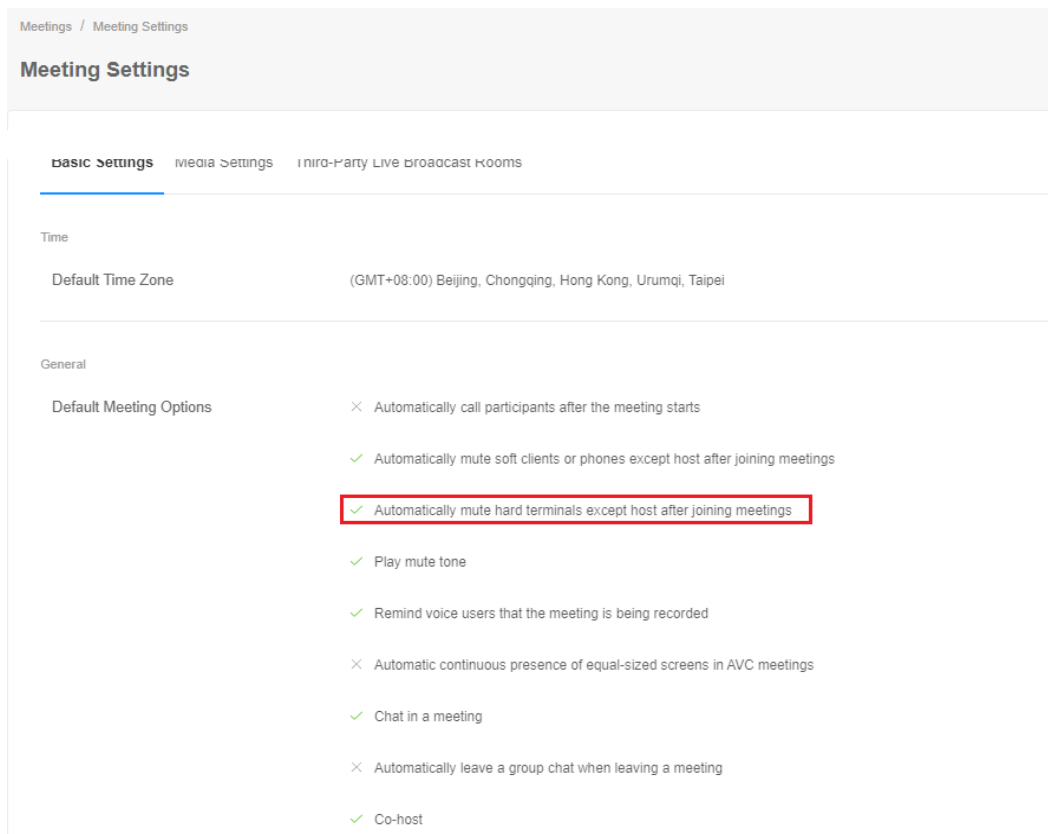 Meetings / Meeting Settings
Meeting Settings
Basic Settings Media Settings Third-Party Live Broadcast Rooms
Time
Default Time Zone (GMT+08:00) Beijing, Chongqing, Hong Kong, Urumqi, Taipei
General
Default Meeting Options Automatically call participants after the meeting starts
Automatically mute soft clients or phones except host after joining meetings
Automatically mute hard terminals except host after joining meetings
Play mute tone
Remind voice users that the meeting is being recorded
Automatic continuous presence of equal-sized screens in AVC meetings
Chat in a meeting
Automatically leave a group chat when leaving a meeting
Co-host